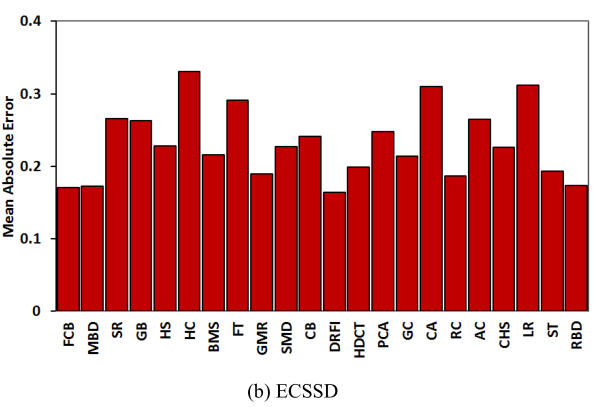 0.4
0.3
0.2
0.1
0
Mean Absolute Error
FCB MBD SR GB HS HC BMS FT GMR SMD CB DRFI HDCT PCA GC CA RC AC CHS LR ST RBD
(b) ECSSD